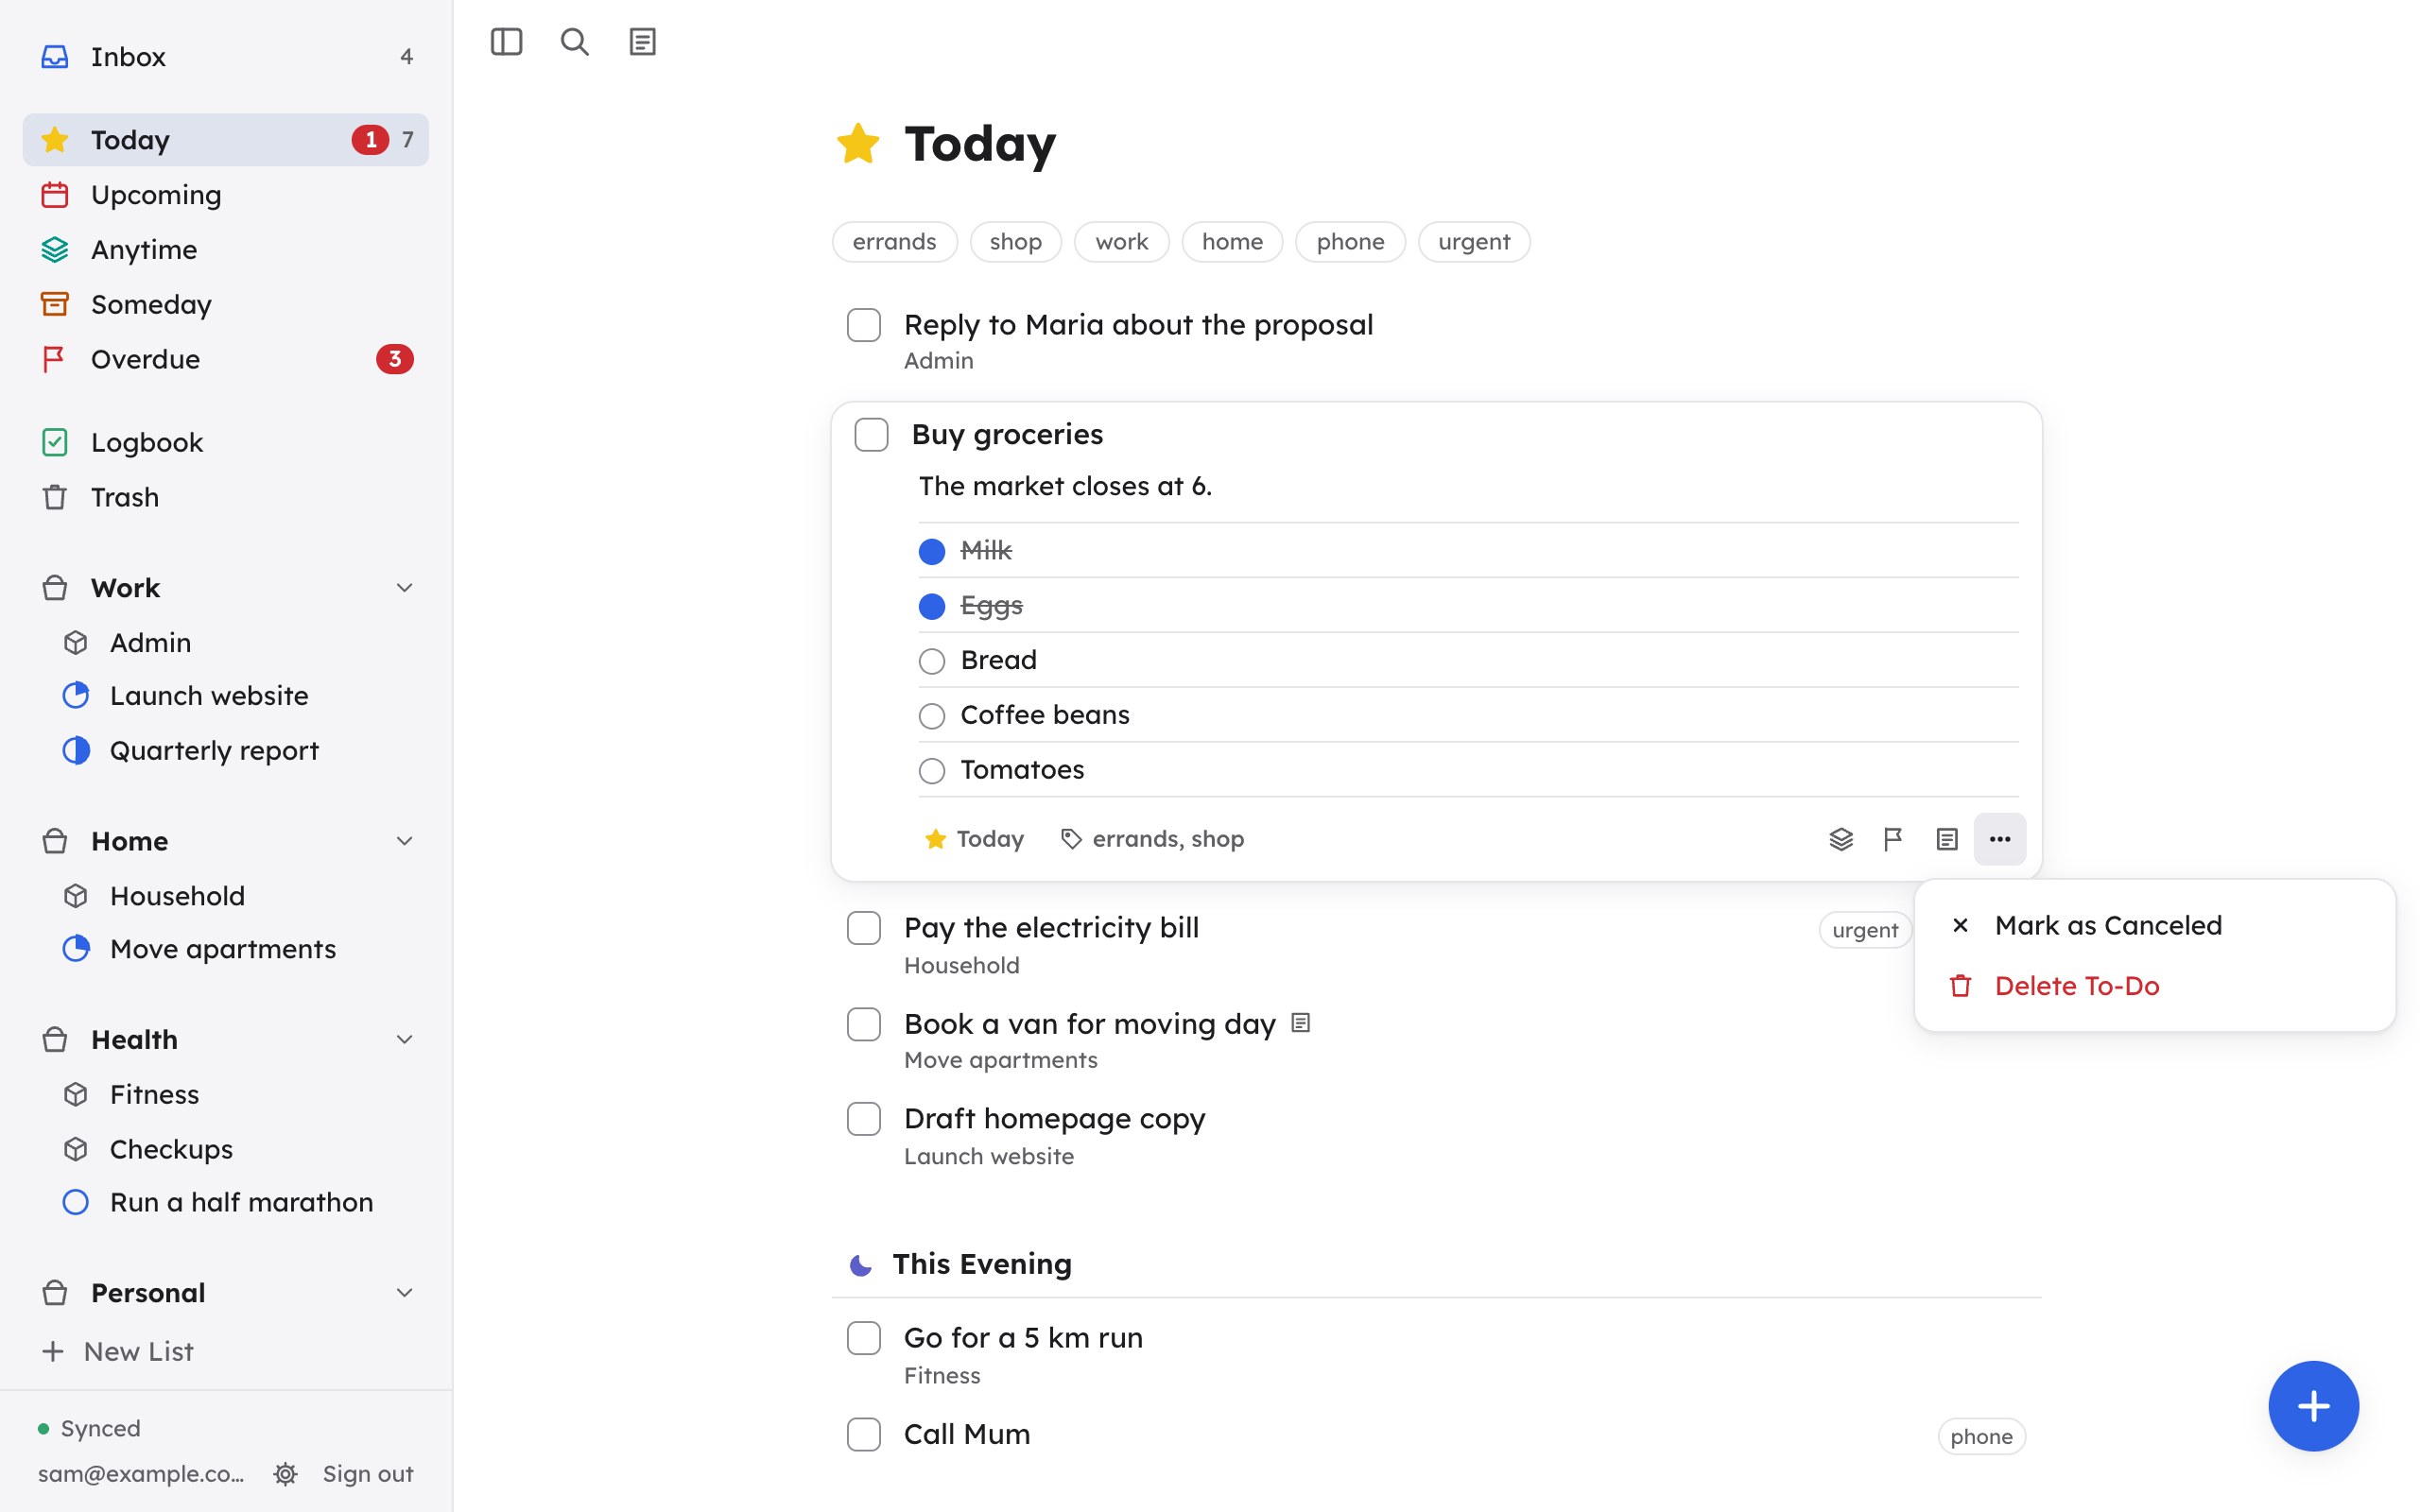 Inbox 4
Today 1 7
Upcoming
Anytime
Someday
Overdue 3
Logbook
Trash
Work
Admin
Launch website
Quarterly report
Home
Household
Move apartments
Health
Fitness
Checkups
Run a half marathon
Personal
New List
Synced
sam@example.co…
Sign out
Today
errands shop work home phone urgent
Reply to Maria about the proposal
Admin
Buy groceries
The market closes at 6.
Milk
Eggs
Bread
Coffee beans
Tomatoes
Today errands, shop
Mark as Canceled
Delete To-Do
Pay the electricity bill urgent
Household
Book a van for moving day
Move apartments
Draft homepage copy
Launch website
This Evening
Go for a 5 km run
Fitness
Call Mum phone